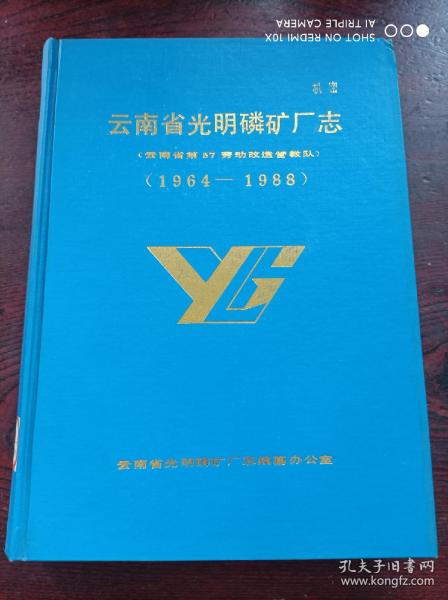 SHOT ON REDMI 10X
AI TRIPLE CAMERA
机密
云南省光明磷矿厂志
(云南省第57劳动改造管教队)
(1964—1988)
YG
云南省光明磷矿厂志编纂办公室
孔夫子旧书网
www.kongfz.com